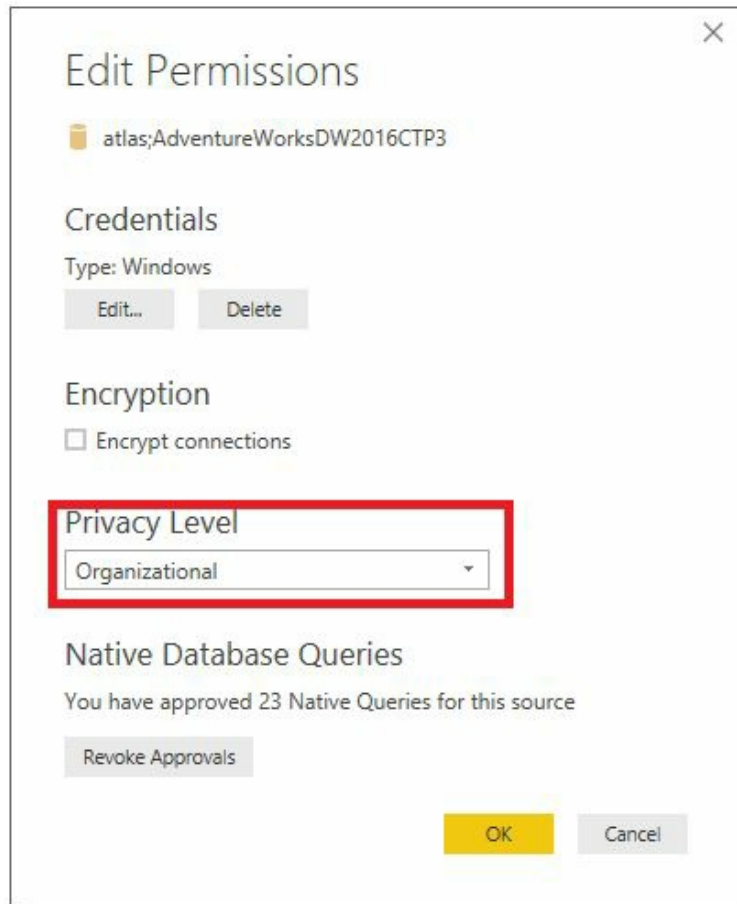 Edit Permissions
atlas;AdventureWorksDW2016CTP3
Credentials
Type: Windows
Edit... Delete
Encryption
Encrypt connections
Privacy Level
Organizational
Native Database Queries
You have approved 23 Native Queries for this source
Revoke Approvals
OK Cancel